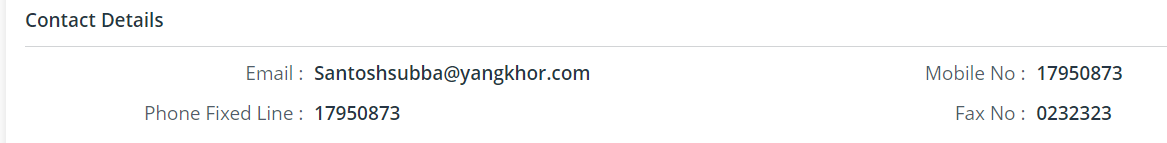 Contact Details
Email : Santoshsubba@yangkhor.com
Mobile No : 17950873
Phone Fixed Line : 17950873
Fax No : 0232323